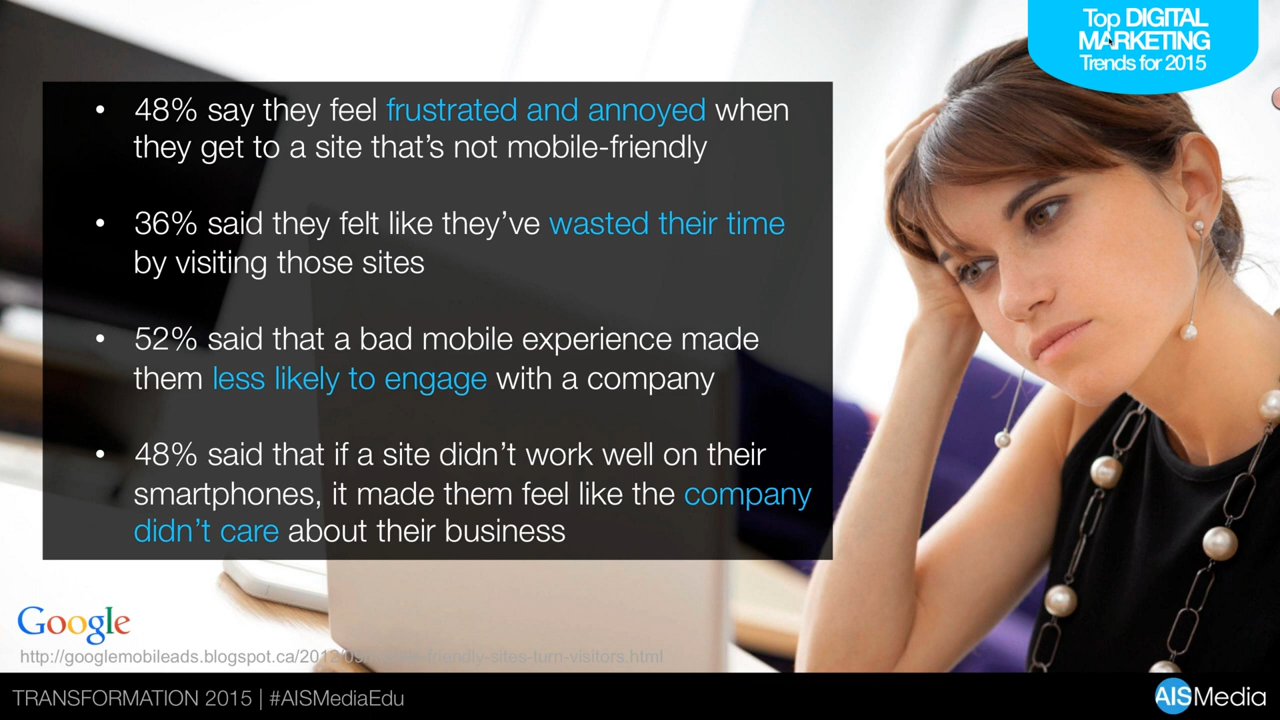 Top DIGITAL
MARKETING
Trends for 2015
• 48% say they feel frustrated and annoyed when
they get to a site that's not mobile-friendly
• 36% said they felt like they've wasted their time
by visiting those sites
• 52% said that a bad mobile experience made
them less likely to engage with a company
• 48% said that if a site didn't work well on their
smartphones, it made them feel like the company
didn't care about their business
Google
http://googlemobileads.blogspot.ca/2012/09/
TRANSFORMATION 2015 | #AISMediaEdu
AISMedia